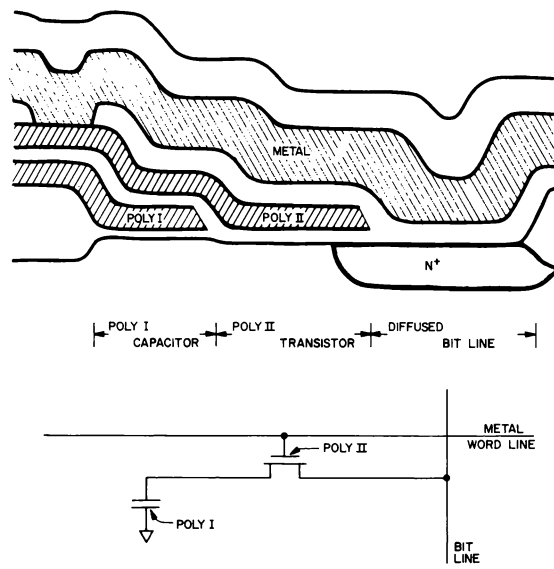 METAL
POLY I
POLY II
N+
POLY I
CAPACITOR
POLY II
TRANSISTOR
DIFFUSED
BIT LINE
METAL
WORD LINE
POLY II
POLY I
BIT
LINE